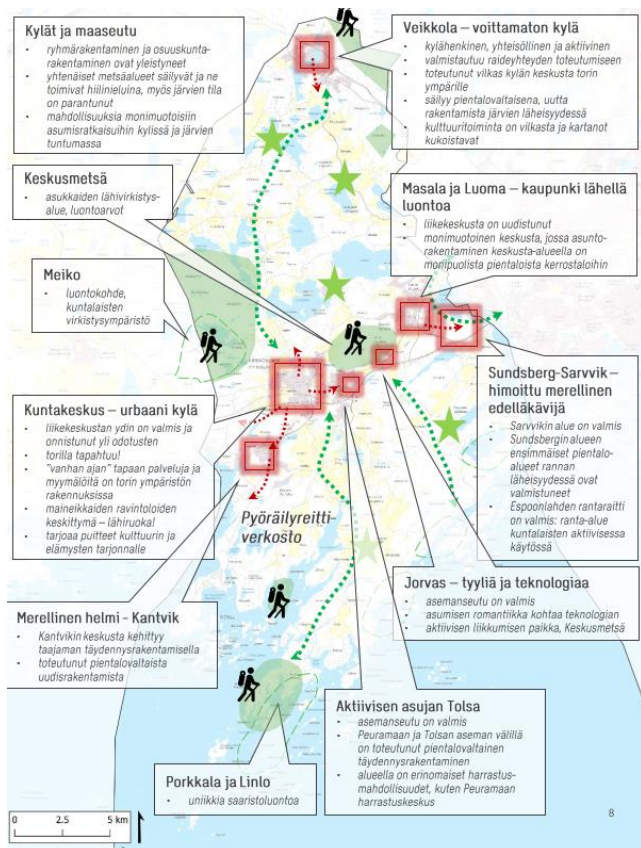 Kylät ja maaseutu
• ryhmärakentaminen ja osuuskunta-
rakentaminen ovat yleistyneet
• yhtenäiset metsäalueet säilyvät ja ne
toimivat hiilinieluina, myös järvien tila
on parantunut
• mahdollisuuksia monimuotoisiin
asumisratkaisuihin kylissä ja järvien
tuntumassa
Veikkola – voittamaton kylä
• kylähenkinen, yhteisöllinen ja aktiivinen
valmistautuu raideyhteyden toteutumiseen
• toteutunut vilkas kylän keskusta torin
ympärille
• säilyy pientalovaltaisena, uutta
rakentamista järvien läheisyydessä
• kulttuuritoiminta on vilkasta ja kartanot
kukoistavat
Keskusmetsä
• asukkaiden lähivirkistys-
alue, luontoarvot
Masala ja Luoma – kaupunki lähellä
luontoa
• liikekeskusta on uudistunut
• monimuotoinen keskusta, jossa asunto-
rakentaminen keskusta-alueella on
monipuolista pientaloista kerrostaloihin
Meiko
• luontokohde,
kuntalaisten
virkistysympäristö
Sundsberg-Sarvvik –
himoittu merellinen
edelläkävijä
• Sarvvikin alue on valmis
• Sundsbergin alueen
ensimmäiset pientalo-
alueet rannan
läheisyydessä ovat
valmistuneet
• Espoonlahden rantaraitti
on valmis: ranta-alue
kuntalaisten aktiivisessa
käytössä
Kuntakeskus – urbaani kylä
• liikekeskustan ydin on valmis ja
onnistunut yli odotusten
• torilla tapahtuu!
• "vanhan ajan" tapaan palveluja ja
myymälöitä on torin ympäristön
rakennuksissa
• maineikkaiden ravintoloiden
keskittymä – lähiruoka!
• tarjoaa puitteet kulttuurin ja
elämysten tarjonnalle
Pyöräilyreitti-
verkosto
Jorvas – tyyliä ja teknologiaa
• asemanseutu on valmis
• asumisen romantiikka kohtaa teknologian
• aktiivisen liikkumisen paikka, Keskusmetsä
Merellinen helmi - Kantvik
• Kantvikin keskusta kehittyy
taajaman täydennysrakentamisella
• toteutunut pientalovaltaista
uudisrakentamista
Aktiivisen asujan Tolsa
• asemanseutu on valmis
• Peuramaan ja Tolsan aseman välillä
on toteutunut pientalovaltainen
täydennysrakentaminen
• alueella on erinomaiset harrastus-
mahdollisuudet, kuten Peuramaan
harrastuskeskus
Porkkala ja Linlo
• uniikkia saaristoluontoa
0 2.5 5 km
8